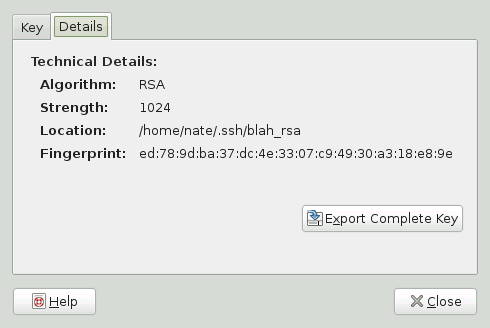 Key Details
Technical Details:
Algorithm: RSA
Strength: 1024
Location: /home/nate/.ssh/blah_rsa
Fingerprint: ed:78:9d:ba:37:dc:4e:33:07:c9:49:30:a3:18:e8:9e
Export Complete Key
Help Close